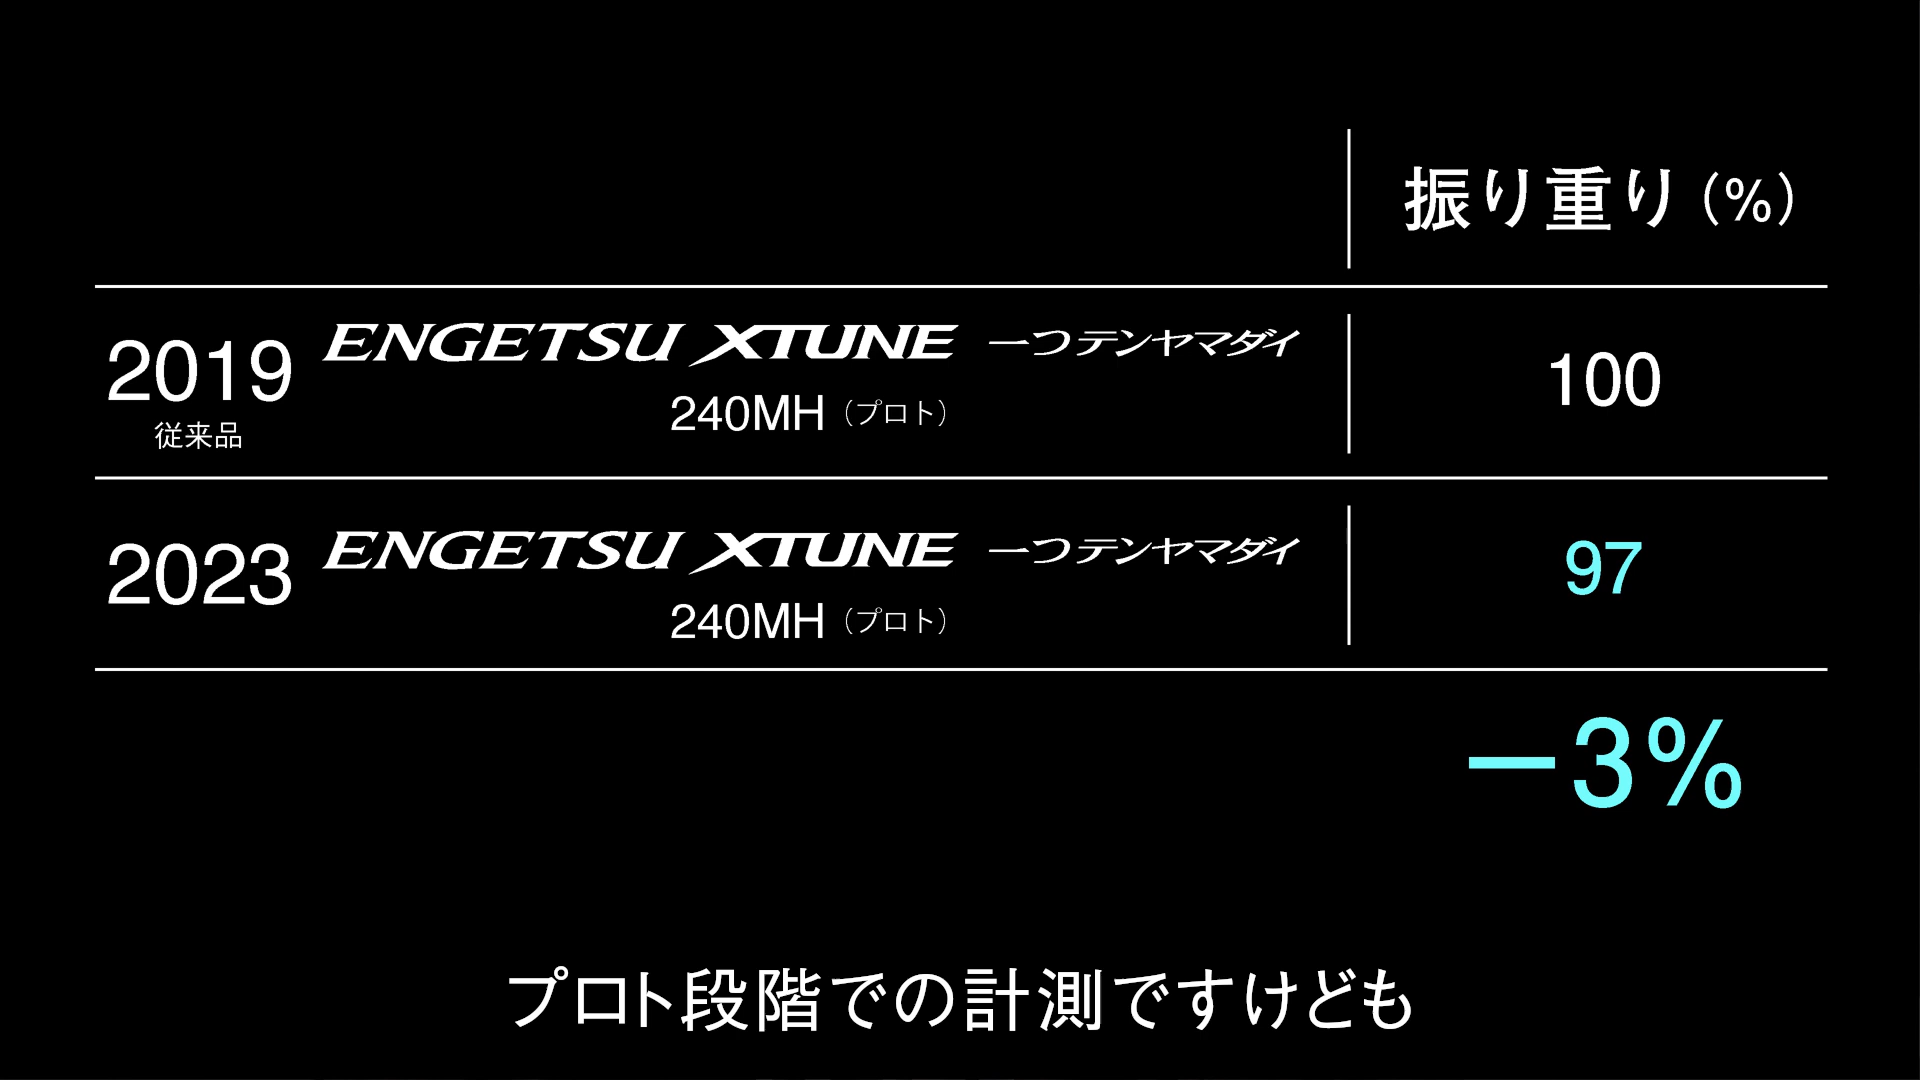 振り重り(%)
2019 ENGETSU XTUNE 一つテンヤマダイ 100
従来品 240MH(プロト)
2023 ENGETSU XTUNE 一つテンヤマダイ 97
240MH(プロト)
−3%
プロト段階での計測ですけども